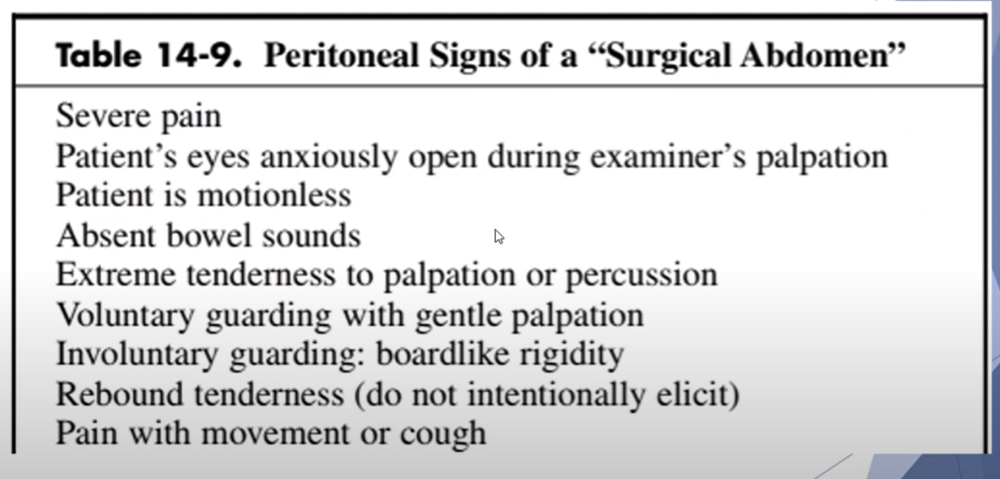 Table 14-9. Peritoneal Signs of a “Surgical Abdomen”
Severe pain
Patient’s eyes anxiously open during examiner’s palpation
Patient is motionless
Absent bowel sounds
Extreme tenderness to palpation or percussion
Voluntary guarding with gentle palpation
Involuntary guarding: boardlike rigidity
Rebound tenderness (do not intentionally elicit)
Pain with movement or cough